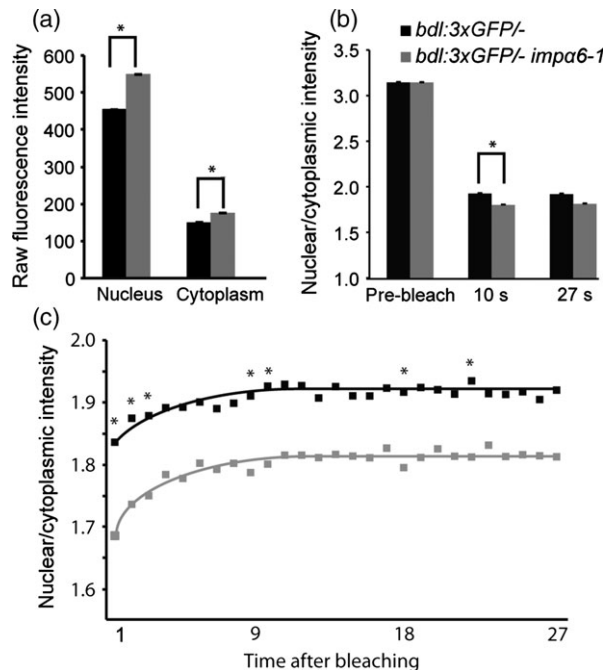 (a)
Raw fluorescence intensity
600
500
400
300
200
100
0
*
*
Nucleus Cytoplasm
(b)
bdl:3xGFP/-
bdl:3xGFP/- impα6-1
Nuclear/cytoplasmic intensity
3.5
3.0
2.5
2.0
1.5
1.0
*
Pre-bleach 10 s 27 s
(c)
Nuclear/cytoplasmic intensity
2.0
1.9
1.8
1.7
1.6
* * * * * * *
1 9 18 27
Time after bleaching